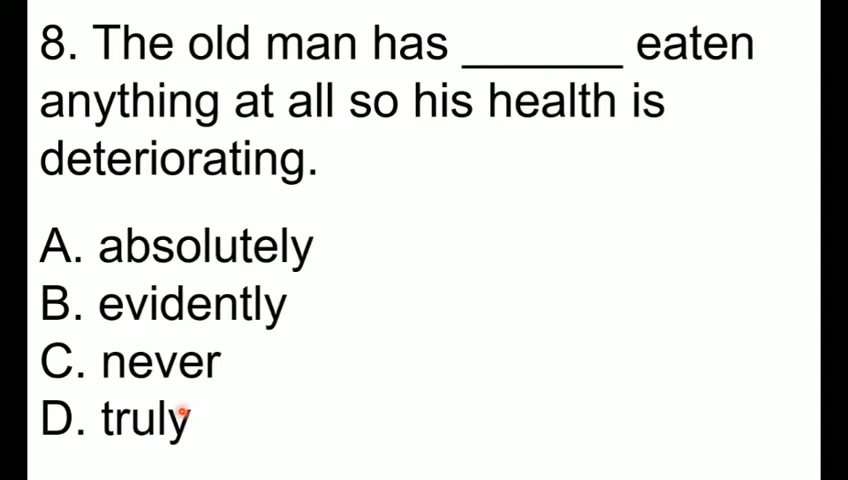 8. The old man has _______ eaten
anything at all so his health is
deteriorating.
A. absolutely
B. evidently
C. never
D. truly